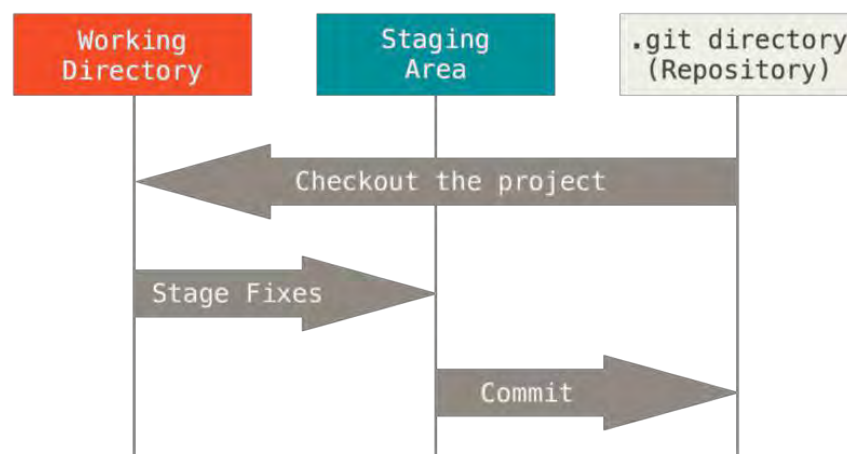 Working
Directory
Staging
Area
.git directory
(Repository)
Checkout the project
Stage Fixes
Commit